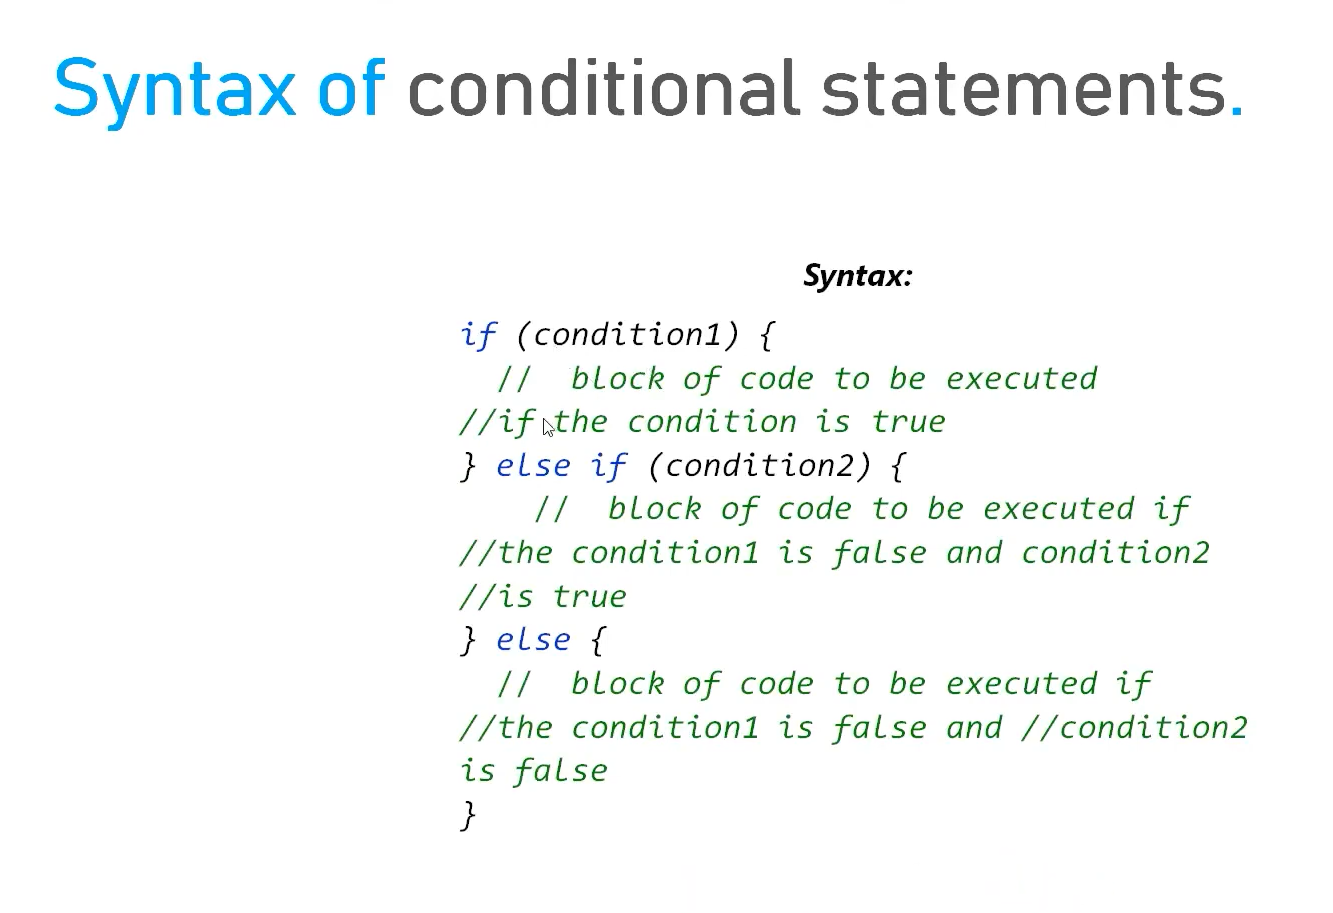 Syntax of conditional statements.
Syntax:
if (condition1) {
  //  block of code to be executed
//if the condition is true
} else if (condition2) {
    //  block of code to be executed if
//the condition1 is false and condition2
//is true
} else {
  //  block of code to be executed if
//the condition1 is false and //condition2
is false
}